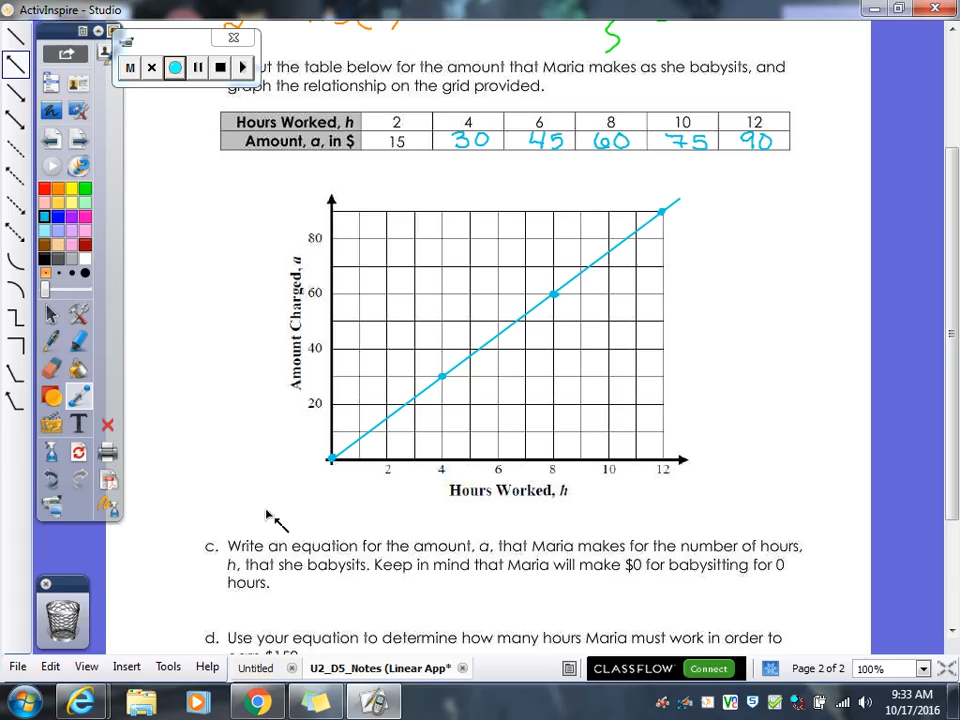 ActivInspire - Studio
M
ut the table below for the amount that Maria makes as she babysits, and
graph the relationship on the grid provided.
Hours Worked, h 2 4 6 8 10 12
Amount, a, in $ 15 30 45 60 75 90
80
60
40
20
Amount Charged, a
2 4 6 8 10 12
Hours Worked, h
c. Write an equation for the amount, a, that Maria makes for the number of hours,
h, that she babysits. Keep in mind that Maria will make $0 for babysitting for 0
hours.
d. Use your equation to determine how many hours Maria must work in order to
File Edit View Insert Tools Help Untitled U2_D5_Notes (Linear App* CLASSFLOW Connect Page 2 of 2 100%
9:33 AM
10/17/2016